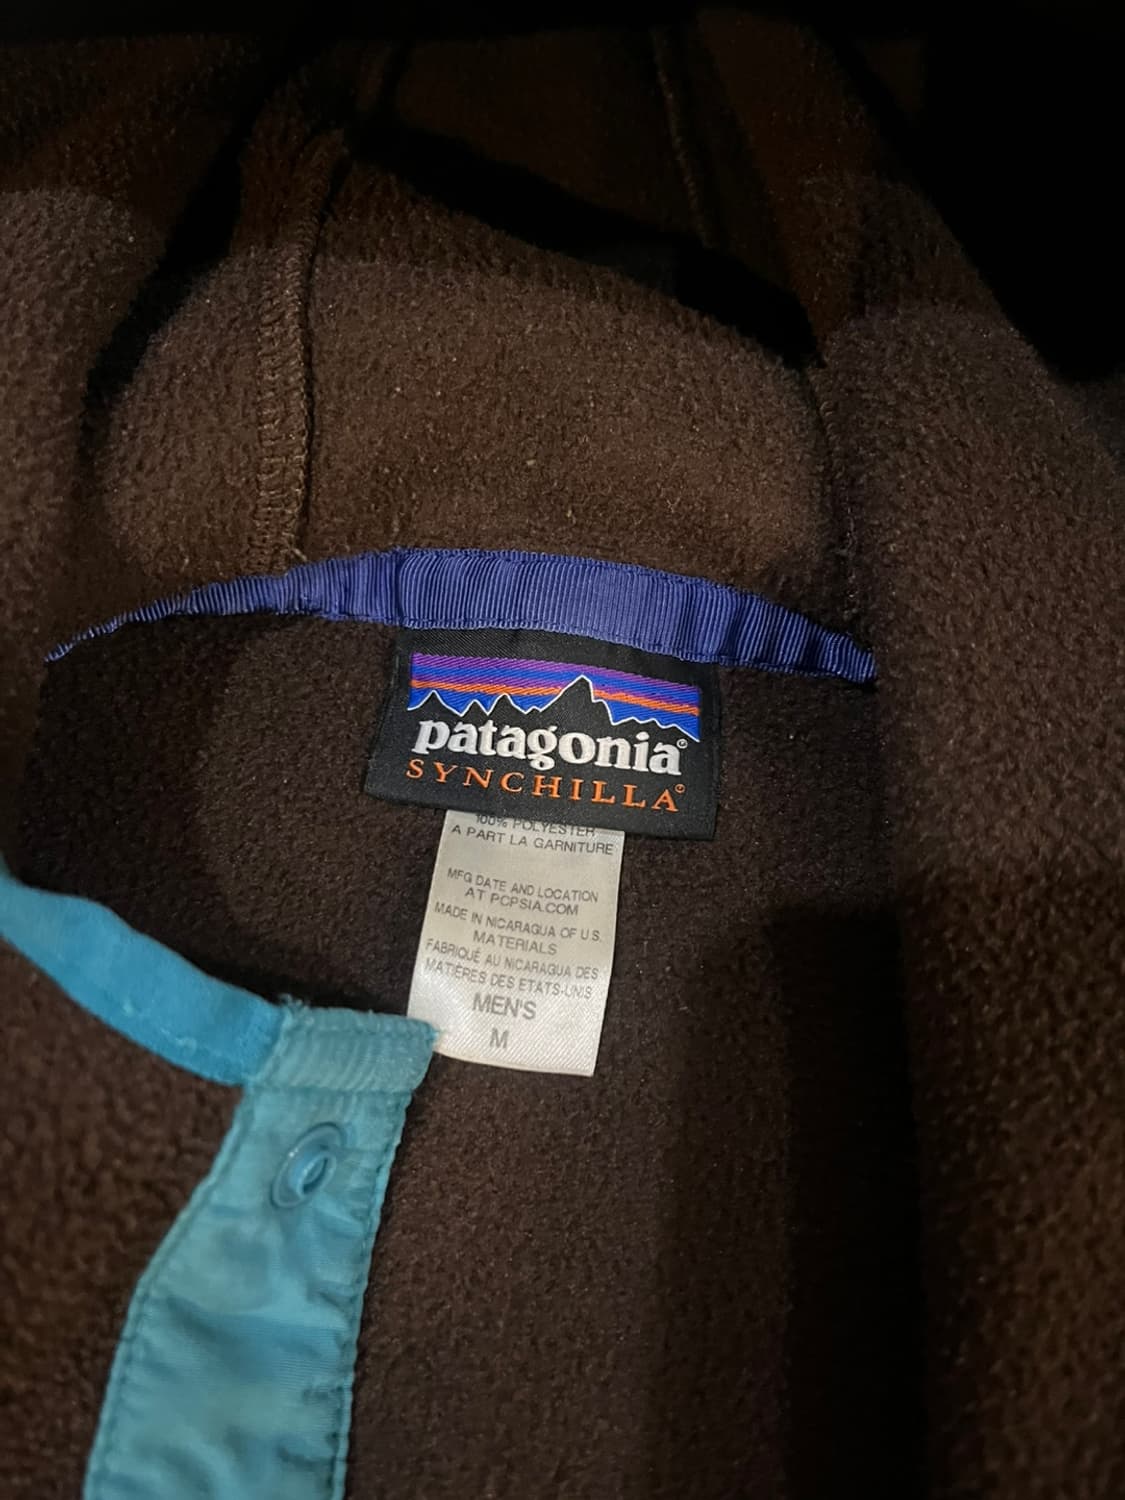 patagonia®
SYNCHILLA®
100% POLYESTER
A PART LA GARNITURE
MFG DATE AND LOCATION
AT PCPSIA.COM
MADE IN NICARAGUA OF U.S.
MATERIALS
FABRIQUÉ AU NICARAGUA DES
MATIÈRES DES ETATS-UNIS
MEN'S
M